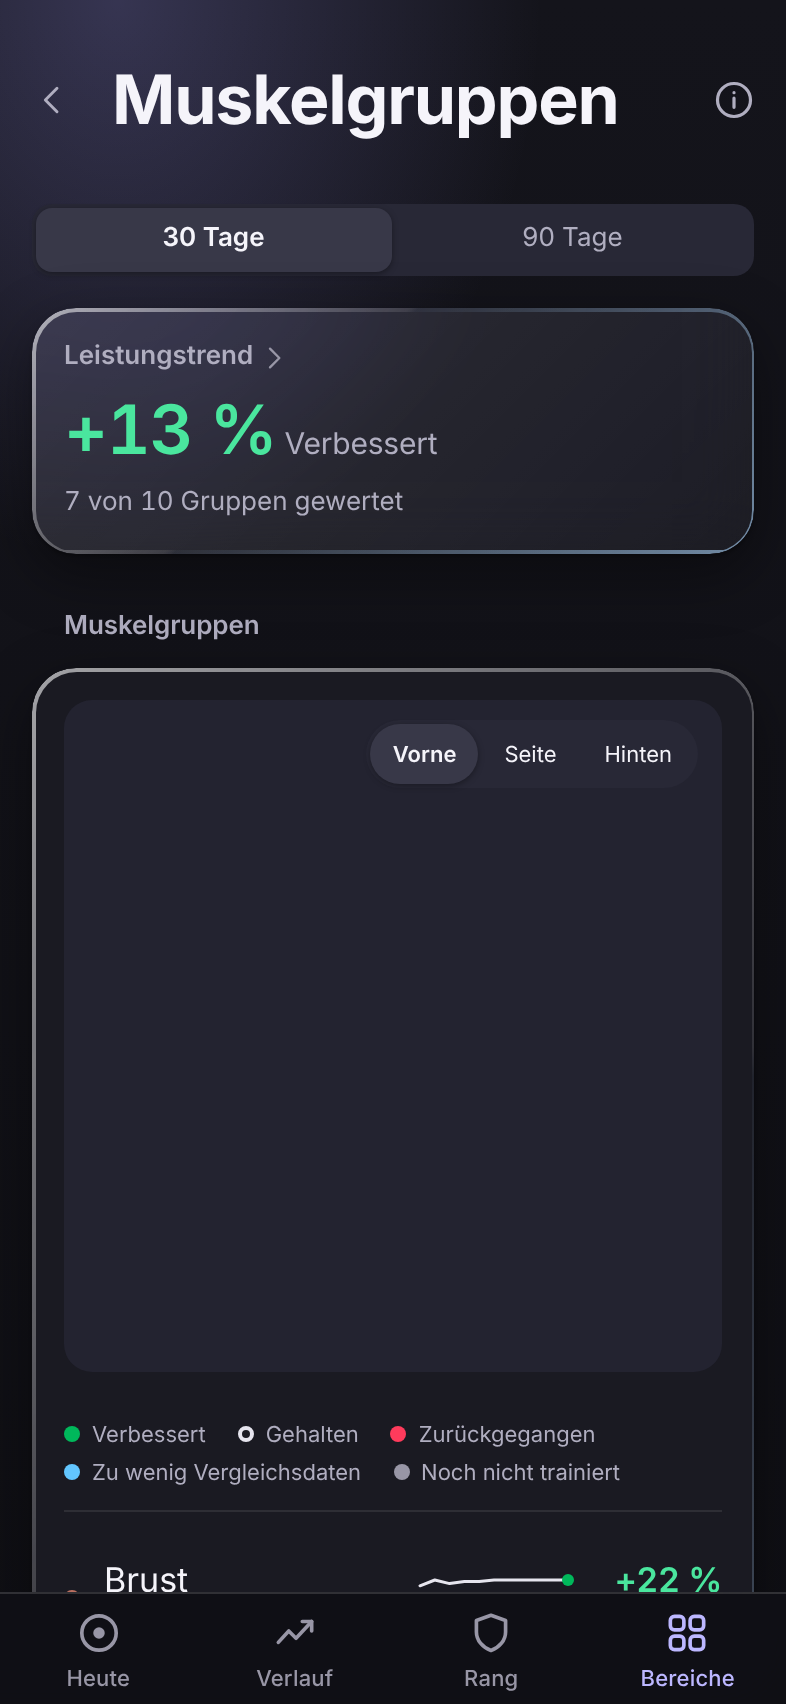 Muskelgruppen
30 Tage
90 Tage
Leistungstrend
+13 % Verbessert
7 von 10 Gruppen gewertet
Muskelgruppen
Vorne
Seite
Hinten
Verbessert
Gehalten
Zurückgegangen
Zu wenig Vergleichsdaten
Noch nicht trainiert
Brust
+22 %
Heute
Verlauf
Rang
Bereiche